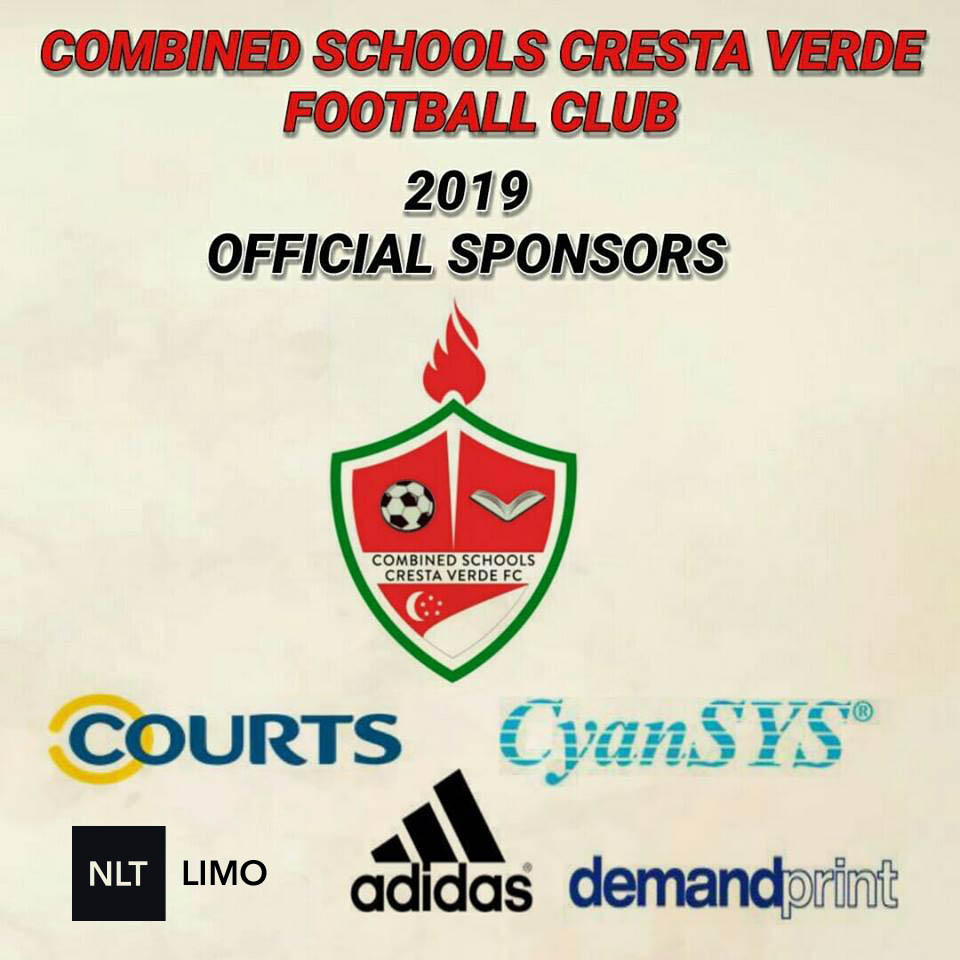 COMBINED SCHOOLS CRESTA VERDE
FOOTBALL CLUB
2019
OFFICIAL SPONSORS
COMBINED SCHOOLS
CRESTA VERDE FC
COURTS
CyanSYS®
NLT LIMO
adidas®
demandprint